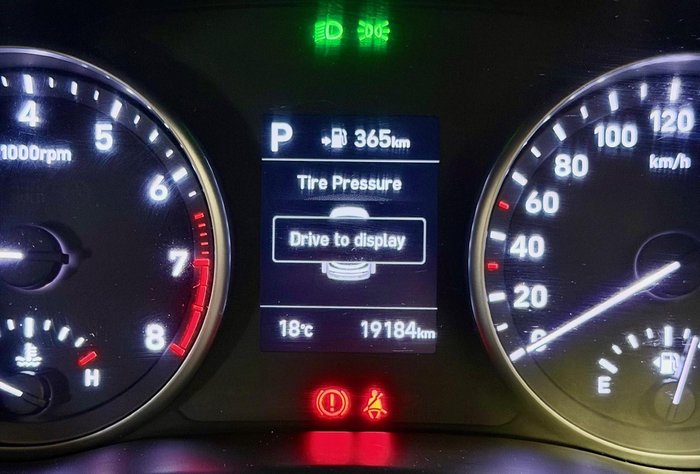 P 365km
Tire Pressure
Drive to display
18°C 19184km
4
5
6
7
8
1000rpm
H
120
100
80
60
40
20
0
km/h
E